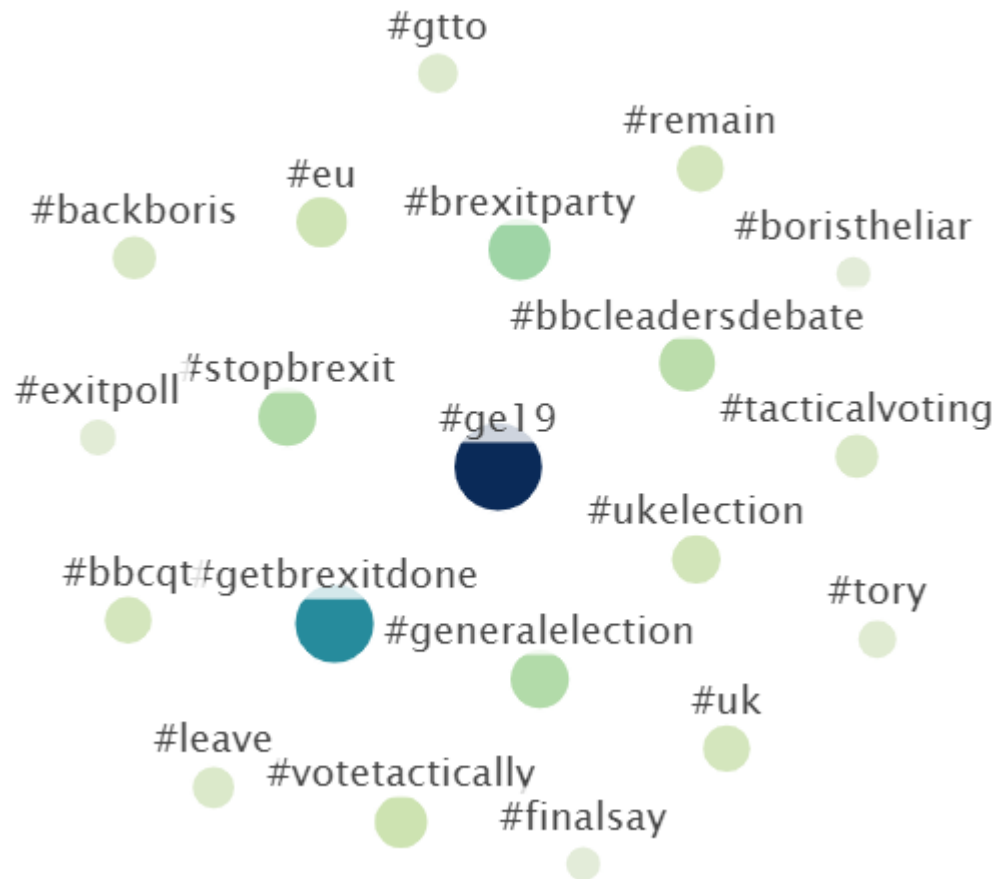 #gtto
#remain
#eu
#brexitparty
#backboris
#boristheliar
#bbcleadersdebate
#stopbrexit
#exitpoll
#ge19
#tacticalvoting
#ukelection
#bbcqt
#getbrexitdone
#tory
#generalelection
#uk
#leave
#votetactically
#finalsay